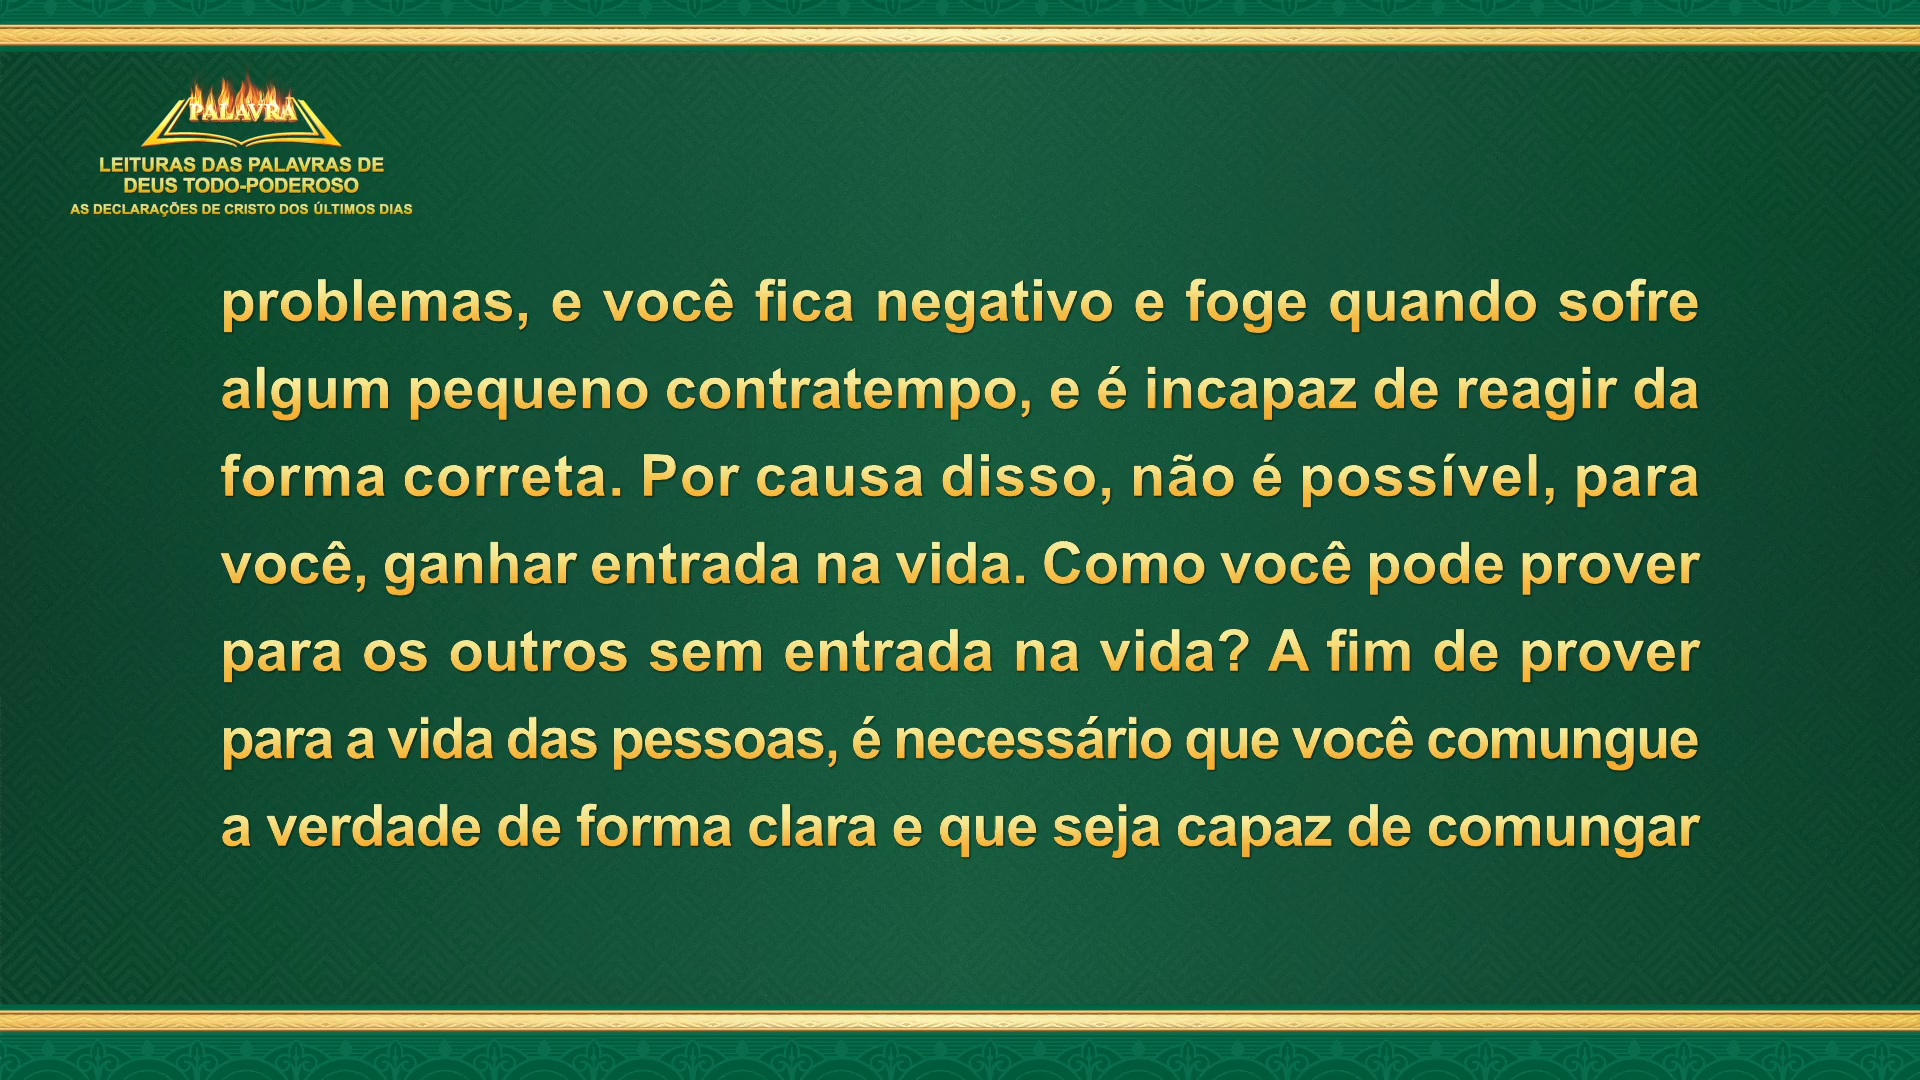 PALAVRA
LEITURAS DAS PALAVRAS DE
DEUS TODO-PODEROSO
AS DECLARAÇÕES DE CRISTO DOS ÚLTIMOS DIAS
problemas, e você fica negativo e foge quando sofre
algum pequeno contratempo, e é incapaz de reagir da
forma correta. Por causa disso, não é possível, para
você, ganhar entrada na vida. Como você pode prover
para os outros sem entrada na vida? A fim de prover
para a vida das pessoas, é necessário que você comungue
a verdade de forma clara e que seja capaz de comungar